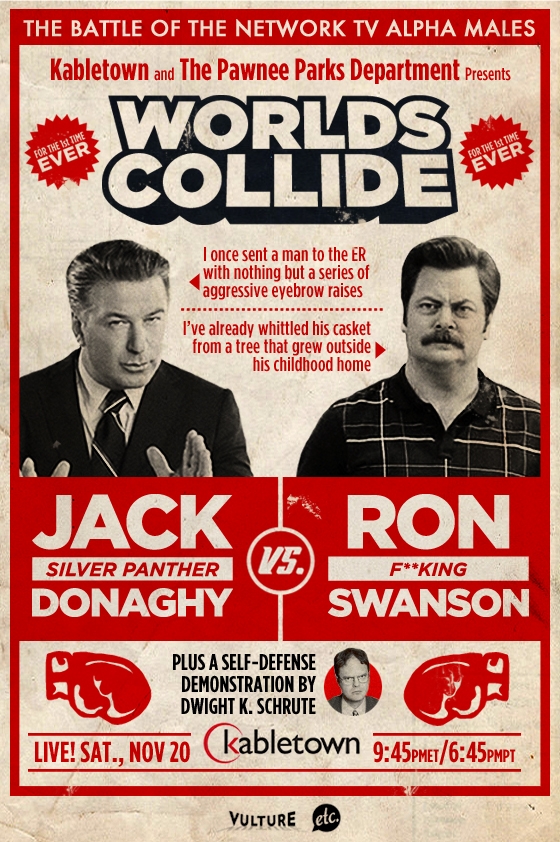 THE BATTLE OF THE NETWORK TV ALPHA MALES
Kabletown and The Pawnee Parks Department Presents
WORLDS
COLLIDE
FOR THE 1st TIME
EVER
FOR THE 1st TIME
EVER
I once sent a man to the ER
with nothing but a series of
aggressive eyebrow raises
I've already whittled his casket
from a tree that grew outside
his childhood home
JACK
SILVER PANTHER
DONAGHY
VS.
RON
F**KING
SWANSON
PLUS A SELF-DEFENSE
DEMONSTRATION BY
DWIGHT K. SCHRUTE
LIVE! SAT., NOV 20
kabletown
9:45PMET/6:45PMPT
VULTURE
etc.